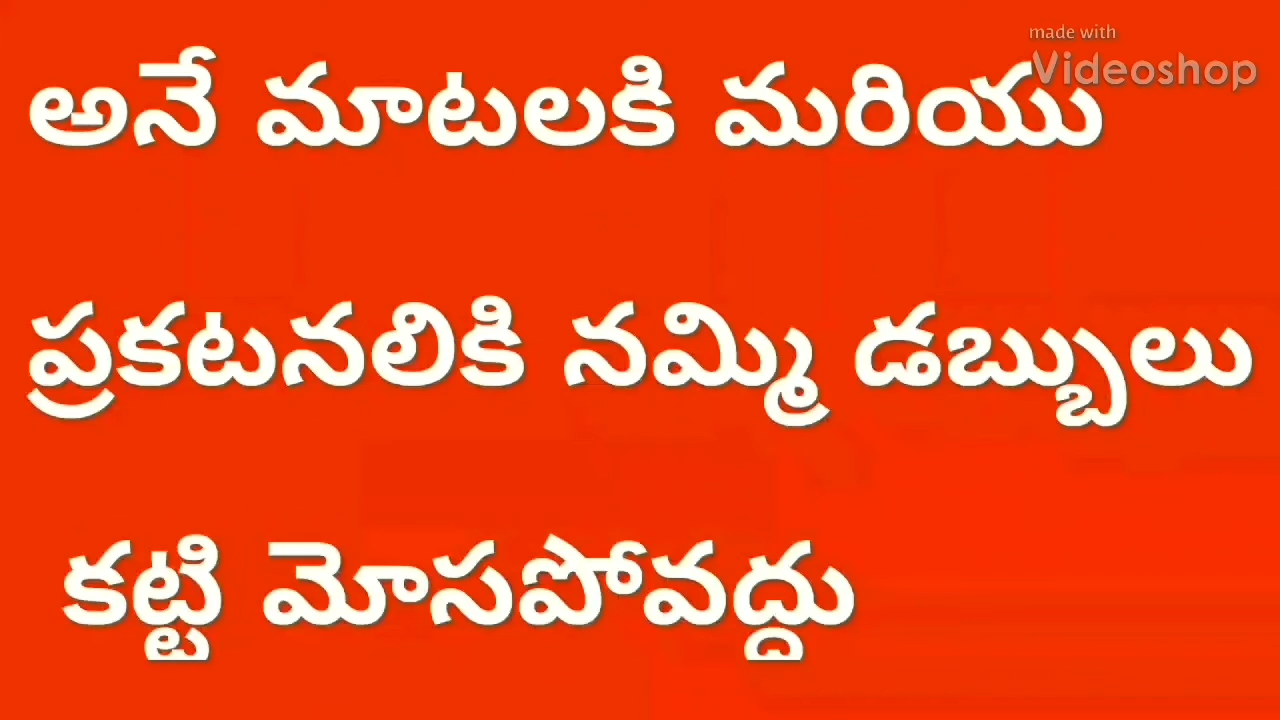 made with
Videoshop
అనే మాటలకి మరియు
ప్రకటనలికి నమ్మి డబ్బులు
కట్టి మోసపోవద్దు